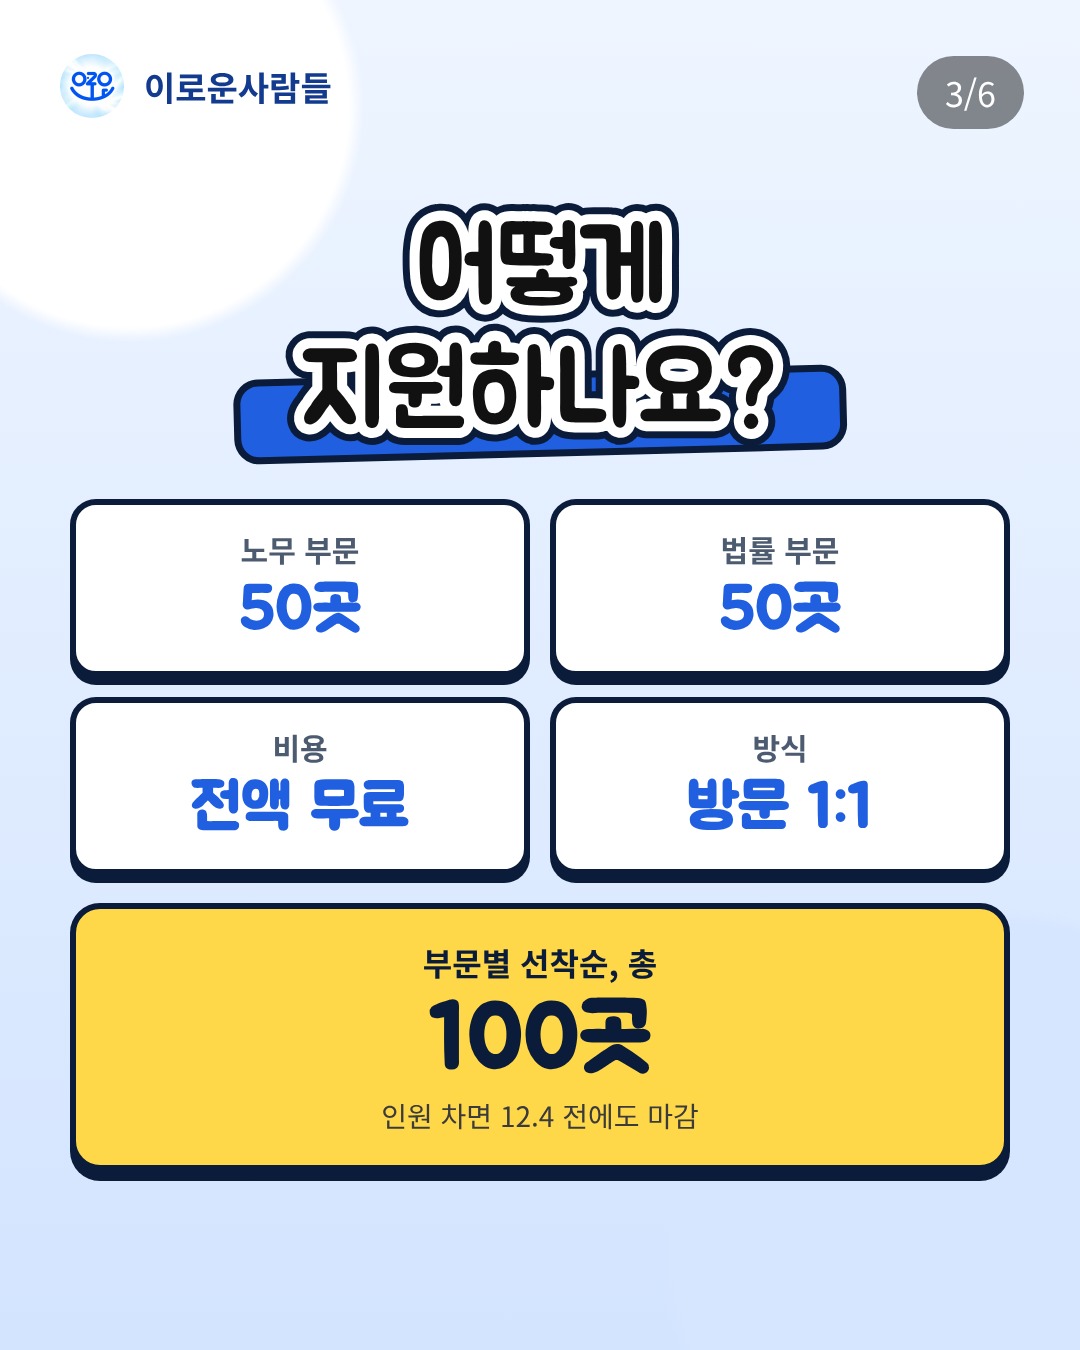 이로운사람들
3/6
어떻게
지원하나요?
노무 부문
50곳
법률 부문
50곳
비용
전액 무료
방식
방문 1:1
부문별 선착순, 총
100곳
인원 차면 12.4 전에도 마감